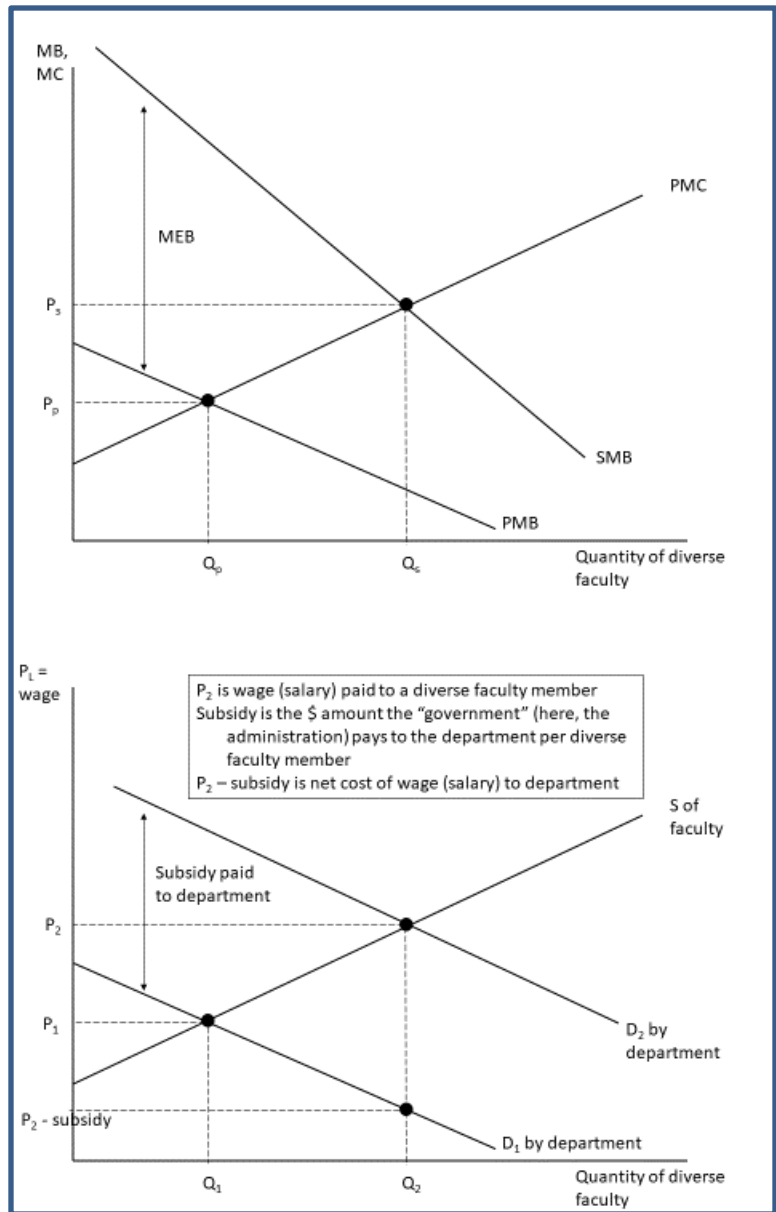 MB,
MC
PMC
MEB
Pₛ
Pₚ
SMB
PMB
Qₚ
Qₛ
Quantity of diverse
faculty
P_L =
wage
P₂ is wage (salary) paid to a diverse faculty member
Subsidy is the $ amount the “government” (here, the
administration) pays to the department per diverse
faculty member
P₂ – subsidy is net cost of wage (salary) to department
S of
faculty
Subsidy paid
to department
P₂
P₁
D₂ by
department
P₂ - subsidy
D₁ by department
Q₁
Q₂
Quantity of diverse
faculty